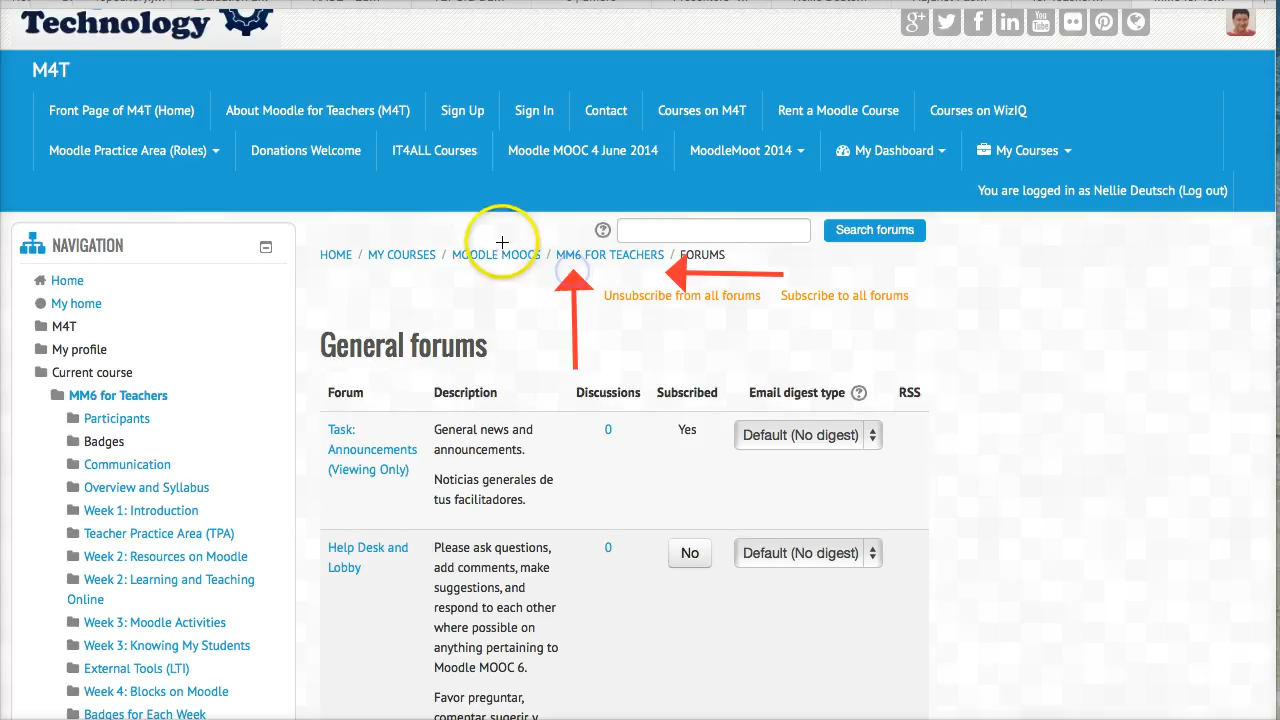 Technology
M4T
Front Page of M4T (Home) About Moodle for Teachers (M4T) Sign Up Sign In Contact Courses on M4T Rent a Moodle Course Courses on WizIQ
Moodle Practice Area (Roles) Donations Welcome IT4ALL Courses Moodle MOOC 4 June 2014 MoodleMoot 2014 My Dashboard My Courses
You are logged in as Nellie Deutsch (Log out)
NAVIGATION
Home
My home
M4T
My profile
Current course
MM6 for Teachers
Participants
Badges
Communication
Overview and Syllabus
Week 1: Introduction
Teacher Practice Area (TPA)
Week 2: Resources on Moodle
Week 2: Learning and Teaching
Online
Week 3: Moodle Activities
Week 3: Knowing My Students
External Tools (LTI)
Week 4: Blocks on Moodle
Badges for Each Week
Search forums
HOME / MY COURSES / MOODLE MOOCS / MM6 FOR TEACHERS / FORUMS
Unsubscribe from all forums Subscribe to all forums
General forums
Forum Description Discussions Subscribed Email digest type RSS
Task:
Announcements
(Viewing Only)
General news and
announcements.
Noticias generales de
tus facilitadores.
0
Yes
Default (No digest)
Help Desk and
Lobby
Please ask questions,
add comments, make
suggestions, and
respond to each other
where possible on
anything pertaining to
Moodle MOOC 6.
Favor preguntar,
comentar, sugerir y
0
No
Default (No digest)